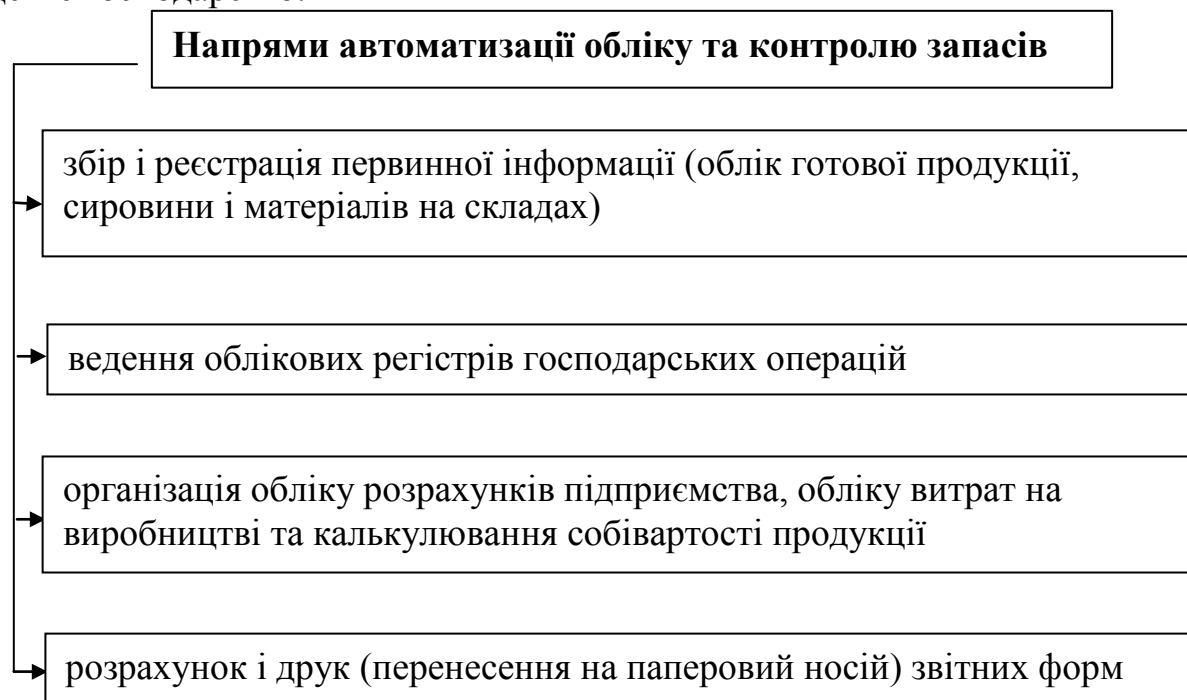 Напрями автоматизації обліку та контролю запасів
збір і реєстрація первинної інформації (облік готової продукції,
сировини і матеріалів на складах)
ведення облікових регістрів господарських операцій
організація обліку розрахунків підприємства, обліку витрат на
виробництві та калькулювання собівартості продукції
розрахунок і друк (перенесення на паперовий носій) звітних форм